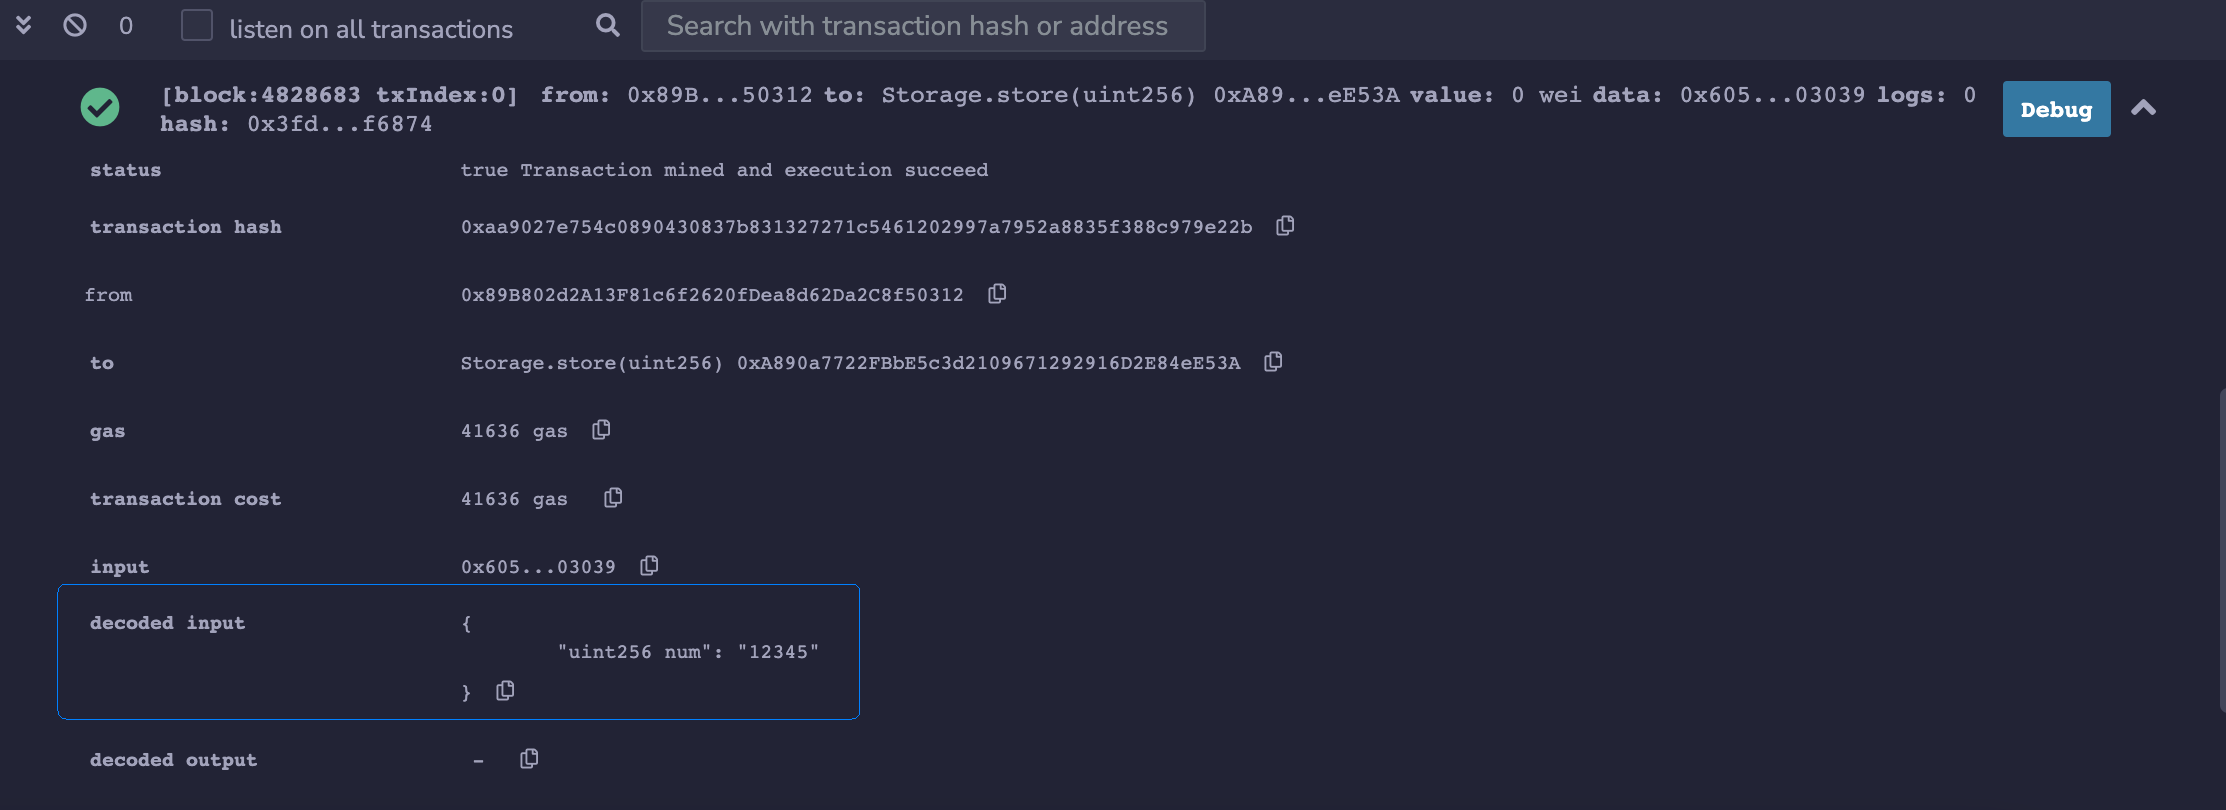 0 listen on all transactions Search with transaction hash or address
[block:4828683 txIndex:0] from: 0x89B...50312 to: Storage.store(uint256) 0xA89...eE53A value: 0 wei data: 0x605...03039 logs: 0
hash: 0x3fd...f6874
Debug
status true Transaction mined and execution succeed
transaction hash 0xaa9027e754c0890430837b831327271c5461202997a7952a8835f388c979e22b
from 0x89B802d2A13F81c6f2620fDea8d62Da2C8f50312
to Storage.store(uint256) 0xA890a7722FBbE5c3d2109671292916D2E84eE53A
gas 41636 gas
transaction cost 41636 gas
input 0x605...03039
decoded input {
"uint256 num": "12345"
}
decoded output -